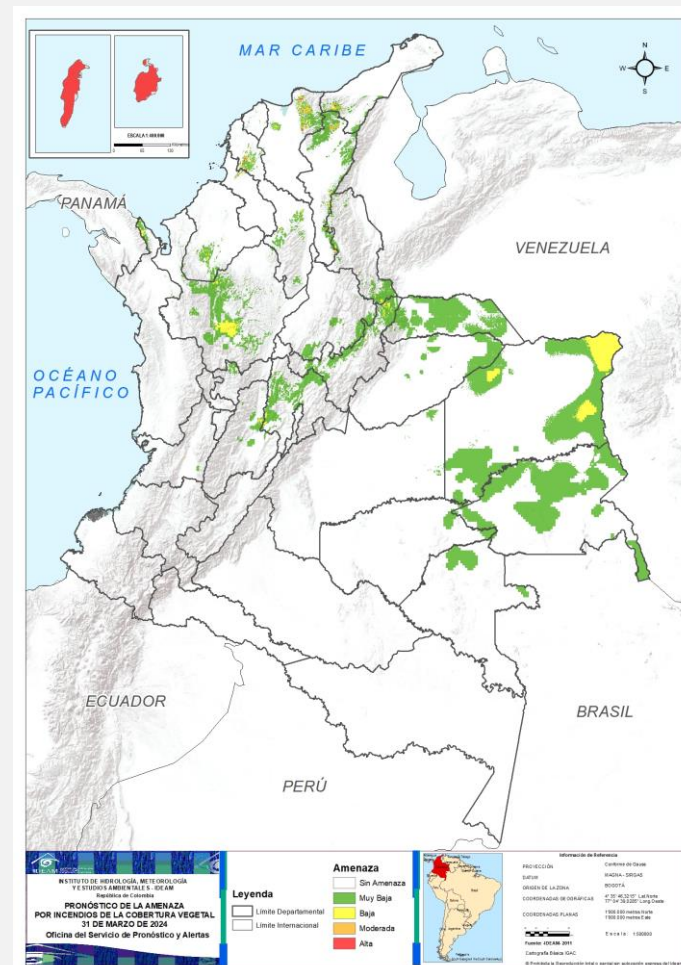 MAR CARIBE
N
W
E
S
PANAMÁ
VENEZUELA
OCÉANO
PACÍFICO
ECUADOR
BRASIL
PERÚ
INSTITUTO DE HIDROLOGÍA, METEOROLOGÍA
Y ESTUDIOS AMBIENTALES - IDEAM
República de Colombia
PRONÓSTICO DE LA AMENAZA
POR INCENDIOS DE LA COBERTURA VEGETAL
31 DE MARZO DE 2024
Oficina del Servicio de Pronóstico y Alertas
Leyenda
Límite Departamental
Límite Internacional
Amenaza
Sin Amenaza
Muy Baja
Baja
Moderada
Alta
Información de Referencia
PROYECCIÓN
DATUM
MAGNA - SIRGAS
ORIGEN DE LA ZONA
BOGOTÁ
COORDENADAS GEOGRÁFICAS
COORDENADAS PLANAS
Escala:
Fuente: IDEAM- 2011
Cartografía Básica IGAC